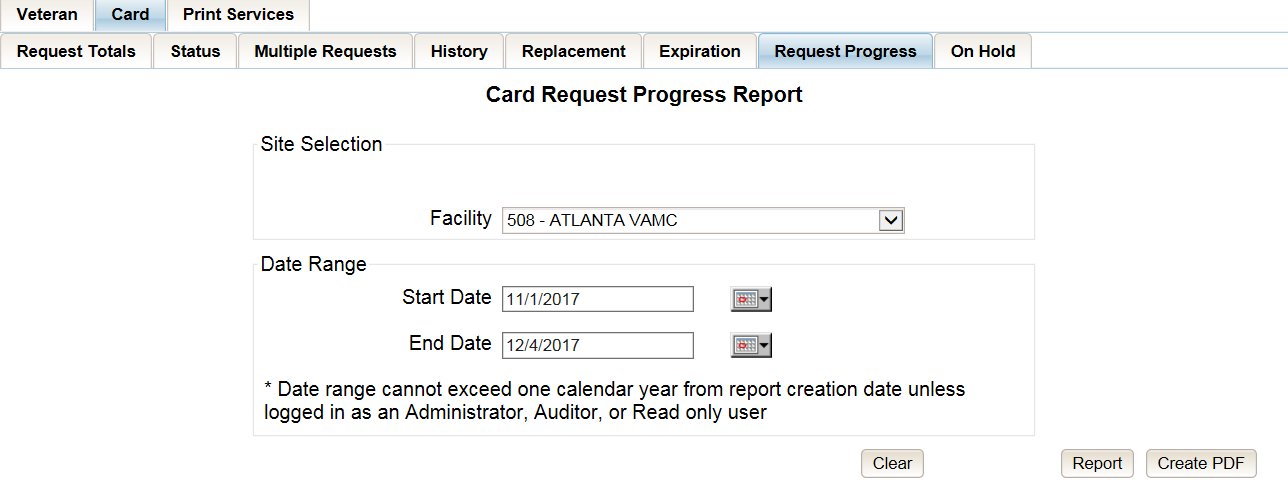 Veteran Card Print Services
Request Totals Status Multiple Requests History Replacement Expiration Request Progress On Hold
Card Request Progress Report
Site Selection
Facility 508 - ATLANTA VAMC
Date Range
Start Date 11/1/2017
End Date 12/4/2017
* Date range cannot exceed one calendar year from report creation date unless
logged in as an Administrator, Auditor, or Read only user
Clear Report Create PDF